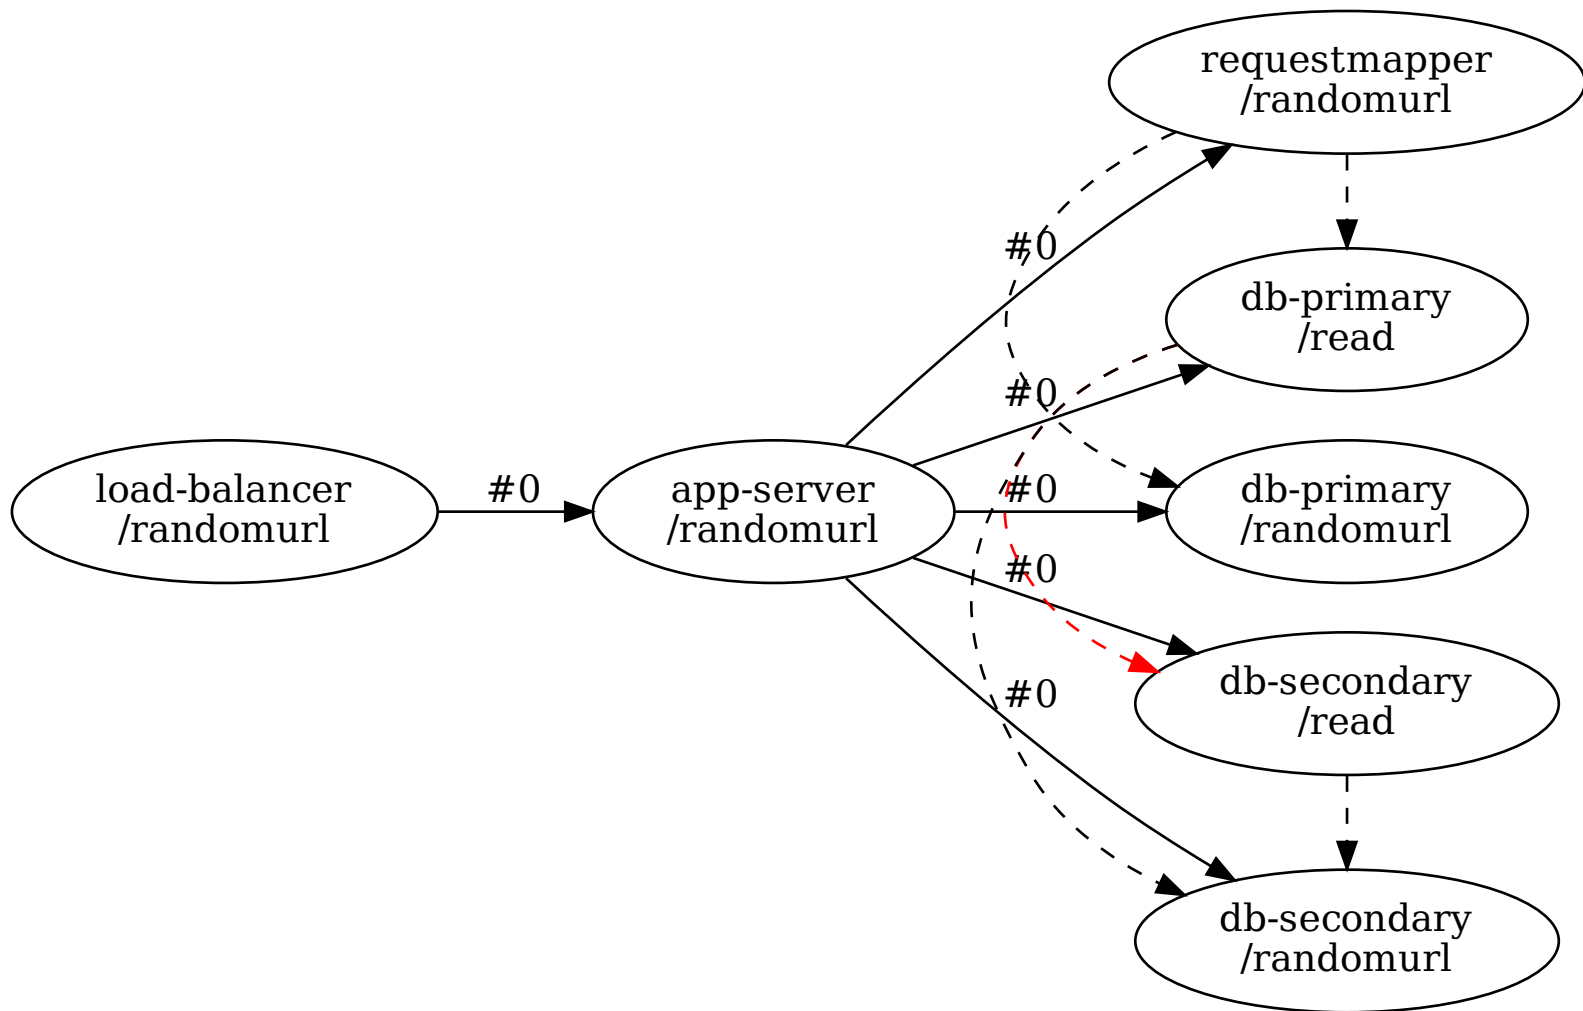 requestmapper
/randomurl
#0
db-primary
/read
#0
load-balancer
/randomurl
#0
app-server
/randomurl
#0
db-primary
/randomurl
#0
db-secondary
/read
#0
db-secondary
/randomurl